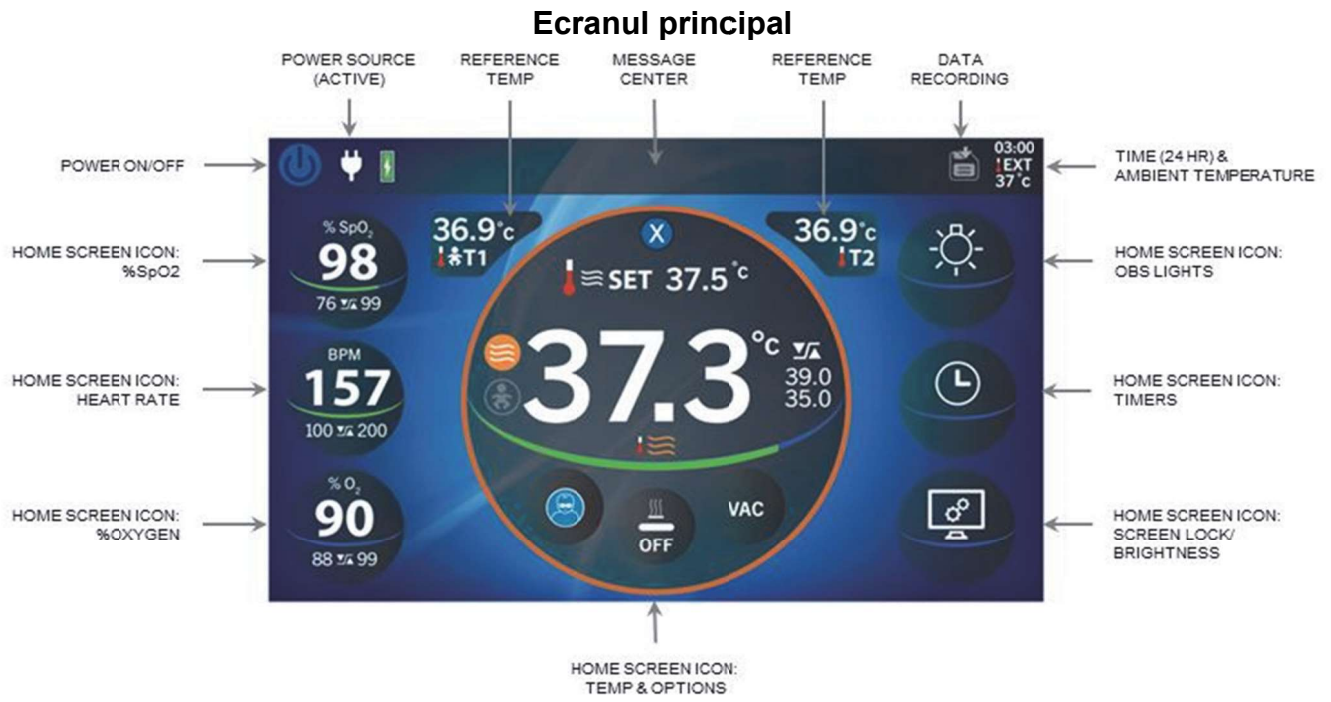 Ecranul principal
POWER SOURCE
(ACTIVE)
REFERENCE
TEMP
MESSAGE
CENTER
REFERENCE
TEMP
DATA
RECORDING
POWER ON/OFF
03:00
EXT
37°c
TIME (24 HR) &
AMBIENT TEMPERATURE
HOME SCREEN ICON:
%SpO2
% SpO₂
98
76 99
36.9°c
T1
X
SET 37.5°c
36.9°c
T2
HOME SCREEN ICON:
OBS LIGHTS
HOME SCREEN ICON:
HEART RATE
BPM
157
100 200
37.3°C
39.0
35.0
HOME SCREEN ICON:
TIMERS
HOME SCREEN ICON:
%OXYGEN
% O₂
90
88 99
OFF
VAC
HOME SCREEN ICON:
SCREEN LOCK/
BRIGHTNESS
HOME SCREEN ICON:
TEMP & OPTIONS